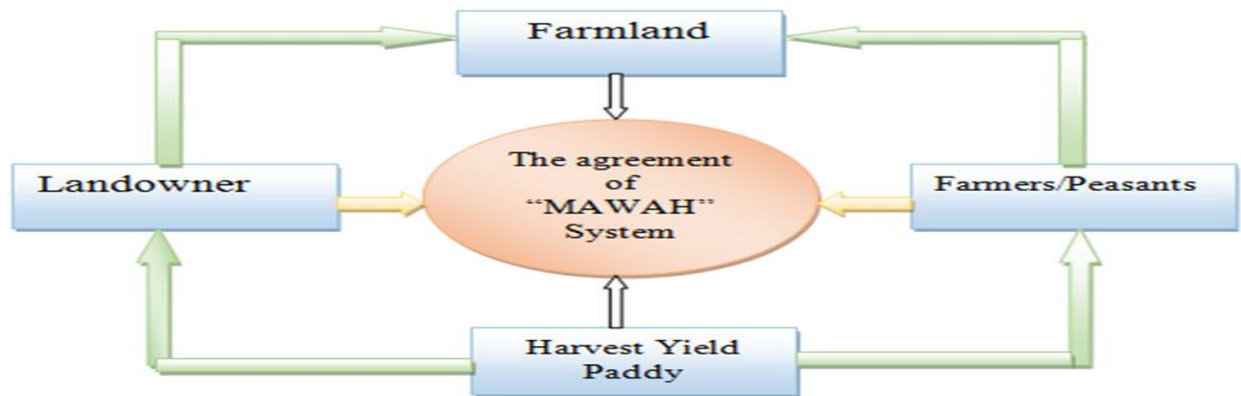 Farmland
The agreement
of
“MAWAH”
System
Landowner
Farmers/Peasants
Harvest Yield
Paddy